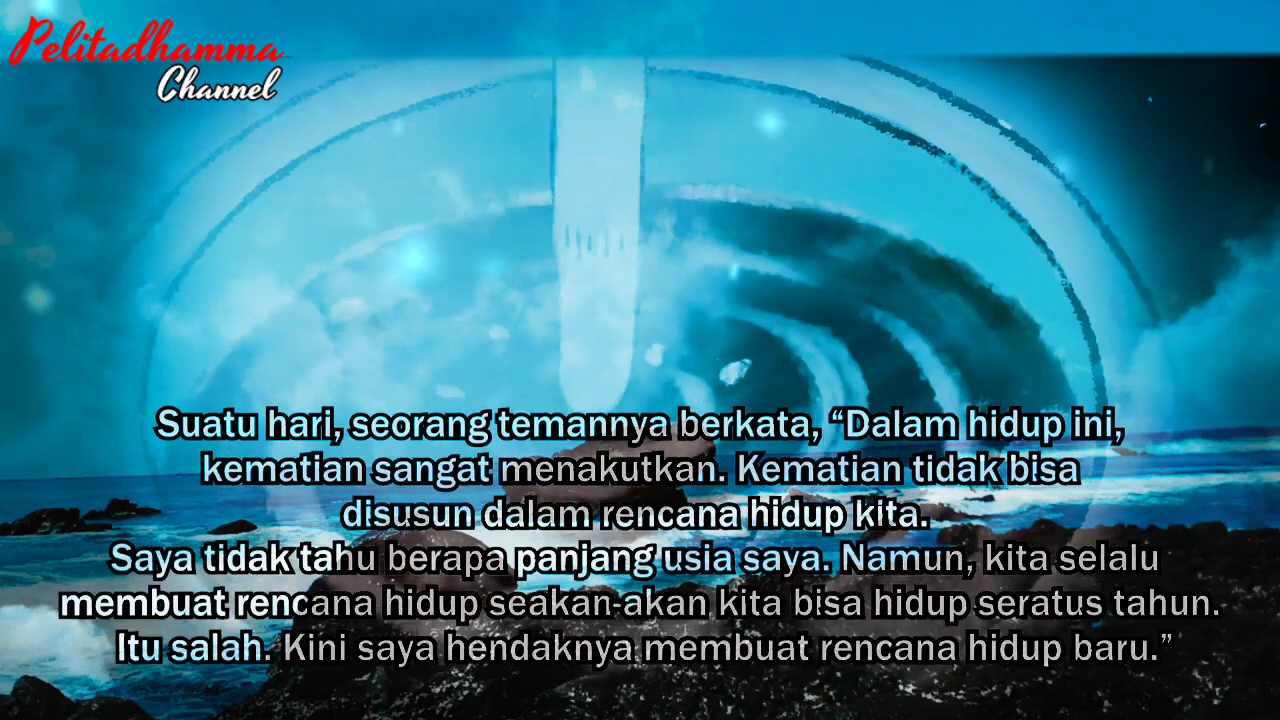 Pelitadhamma
Channel
Suatu hari, seorang temannya berkata, “Dalam hidup ini,
kematian sangat menakutkan. Kematian tidak bisa
disusun dalam rencana hidup kita.
Saya tidak tahu berapa panjang usia saya. Namun, kita selalu
membuat rencana hidup seakan-akan kita bisa hidup seratus tahun.
Itu salah. Kini saya hendaknya membuat rencana hidup baru.”